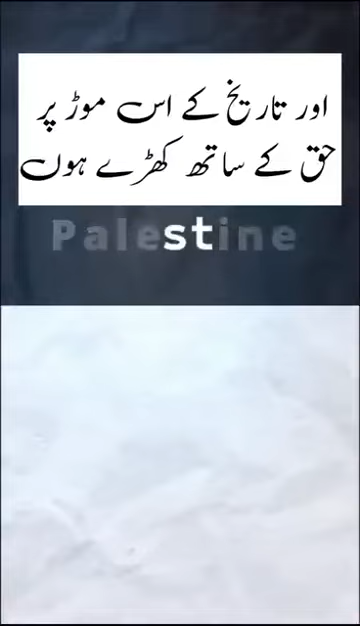 اور تاریخ کے اس موڑ پر
حق کے ساتھ کھڑے ہوں
Palestine